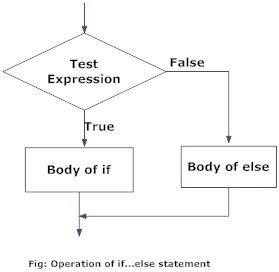 Test
Expression
False
True
Body of if
Body of else
Fig: Operation of if...else statement